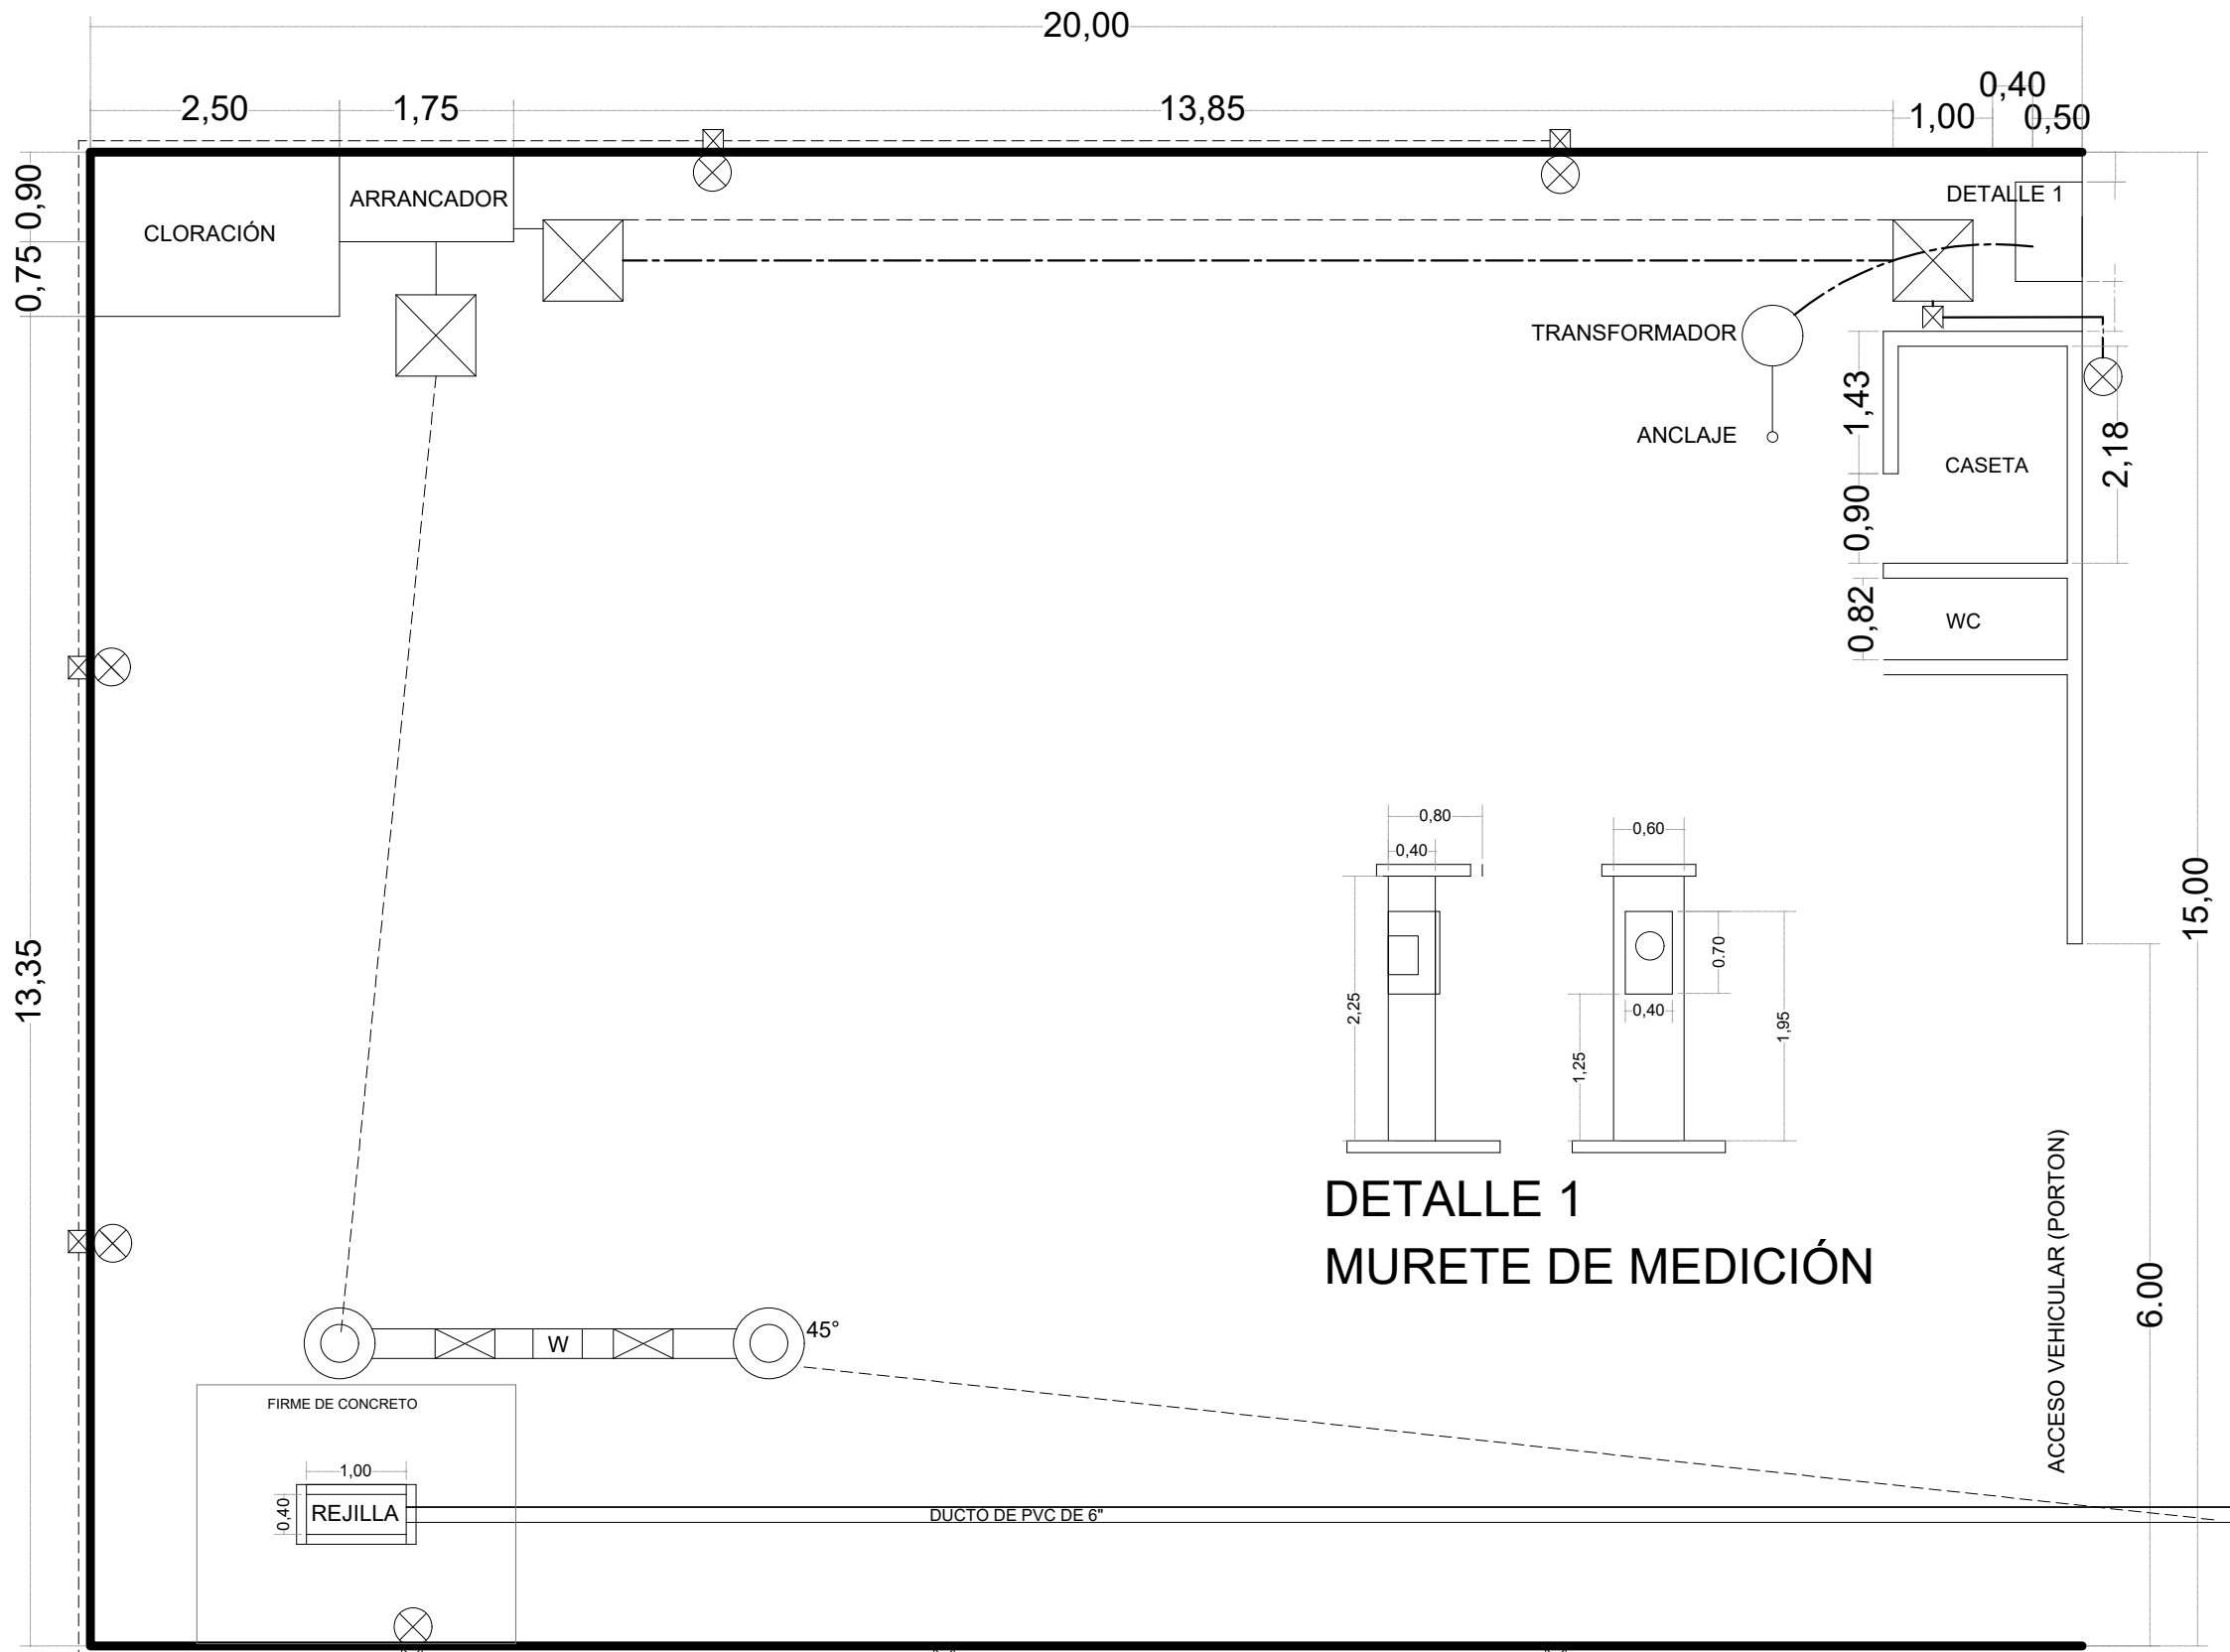 20,00
2,50
1,75
13,85
1,00
0,40
0,50
0,90
0,75
13,35
CLORACIÓN
ARRANCADOR
DETALLE 1
TRANSFORMADOR
ANCLAJE
1,43
0,90
0,82
CASETA
WC
2,18
15,00
6.00
0,80
0,40
2,25
0,60
0.70
0,40
1,25
1,95
DETALLE 1
MURETE DE MEDICIÓN
ACCESO VEHICULAR (PORTON)
W
45°
FIRME DE CONCRETO
1,00
0,40
REJILLA
DUCTO DE PVC DE 6"